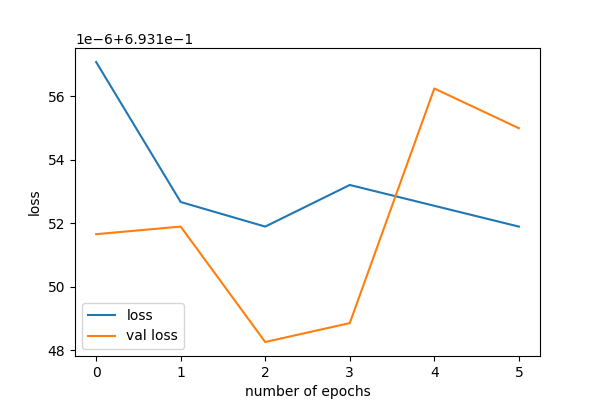 1e−6+6.931e−1
56
54
52
50
48
loss
loss
val loss
0 1 2 3 4 5
number of epochs